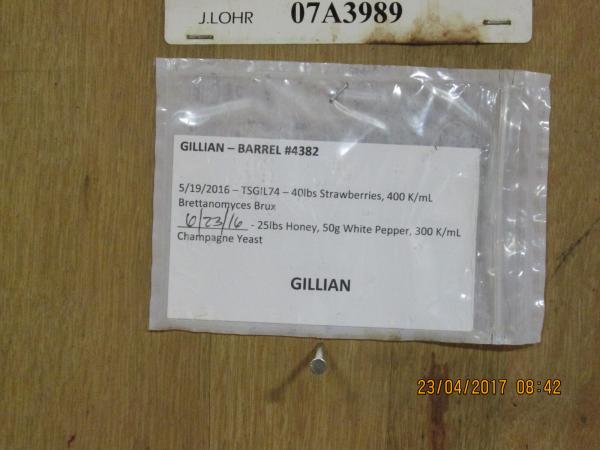 J.LOHR 07A3989
GILLIAN – BARREL #4382
5/19/2016 – TSGIL74 – 40lbs Strawberries, 400 K/mL
Brettanomyces Brux
6/23/16 - 25lbs Honey, 50g White Pepper, 300 K/mL
Champagne Yeast
GILLIAN
23/04/2017 08:42